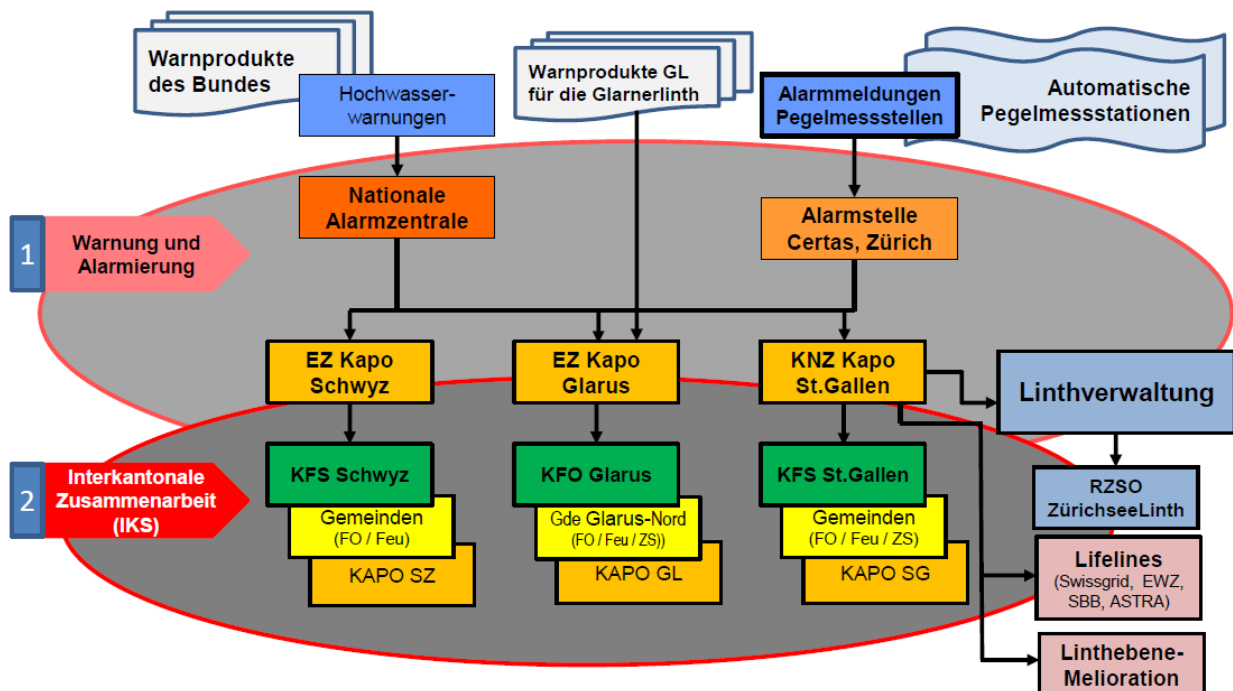 Warnprodukte
des Bundes
Hochwasser-
warnungen
Warnprodukte GL
für die Glarnerlinth
Alarmmeldungen
Pegelmessstellen
Automatische
Pegelmessstationen
Nationale
Alarmzentrale
Alarmstelle
Certas, Zürich
1
Warnung und
Alarmierung
EZ Kapo
Schwyz
EZ Kapo
Glarus
KNZ Kapo
St.Gallen
Linthverwaltung
2
Interkantonale
Zusammenarbeit
(IKS)
KFS Schwyz
KFO Glarus
KFS St.Gallen
RZSO
ZürichseeLinth
Gemeinden
(FO / Feu)
Gde Glarus-Nord
(FO / Feu / ZS))
Gemeinden
(FO / Feu / ZS)
KAPO SZ
KAPO GL
KAPO SG
Lifelines
(Swissgrid, EWZ,
SBB, ASTRA)
Linthebene-
Melioration